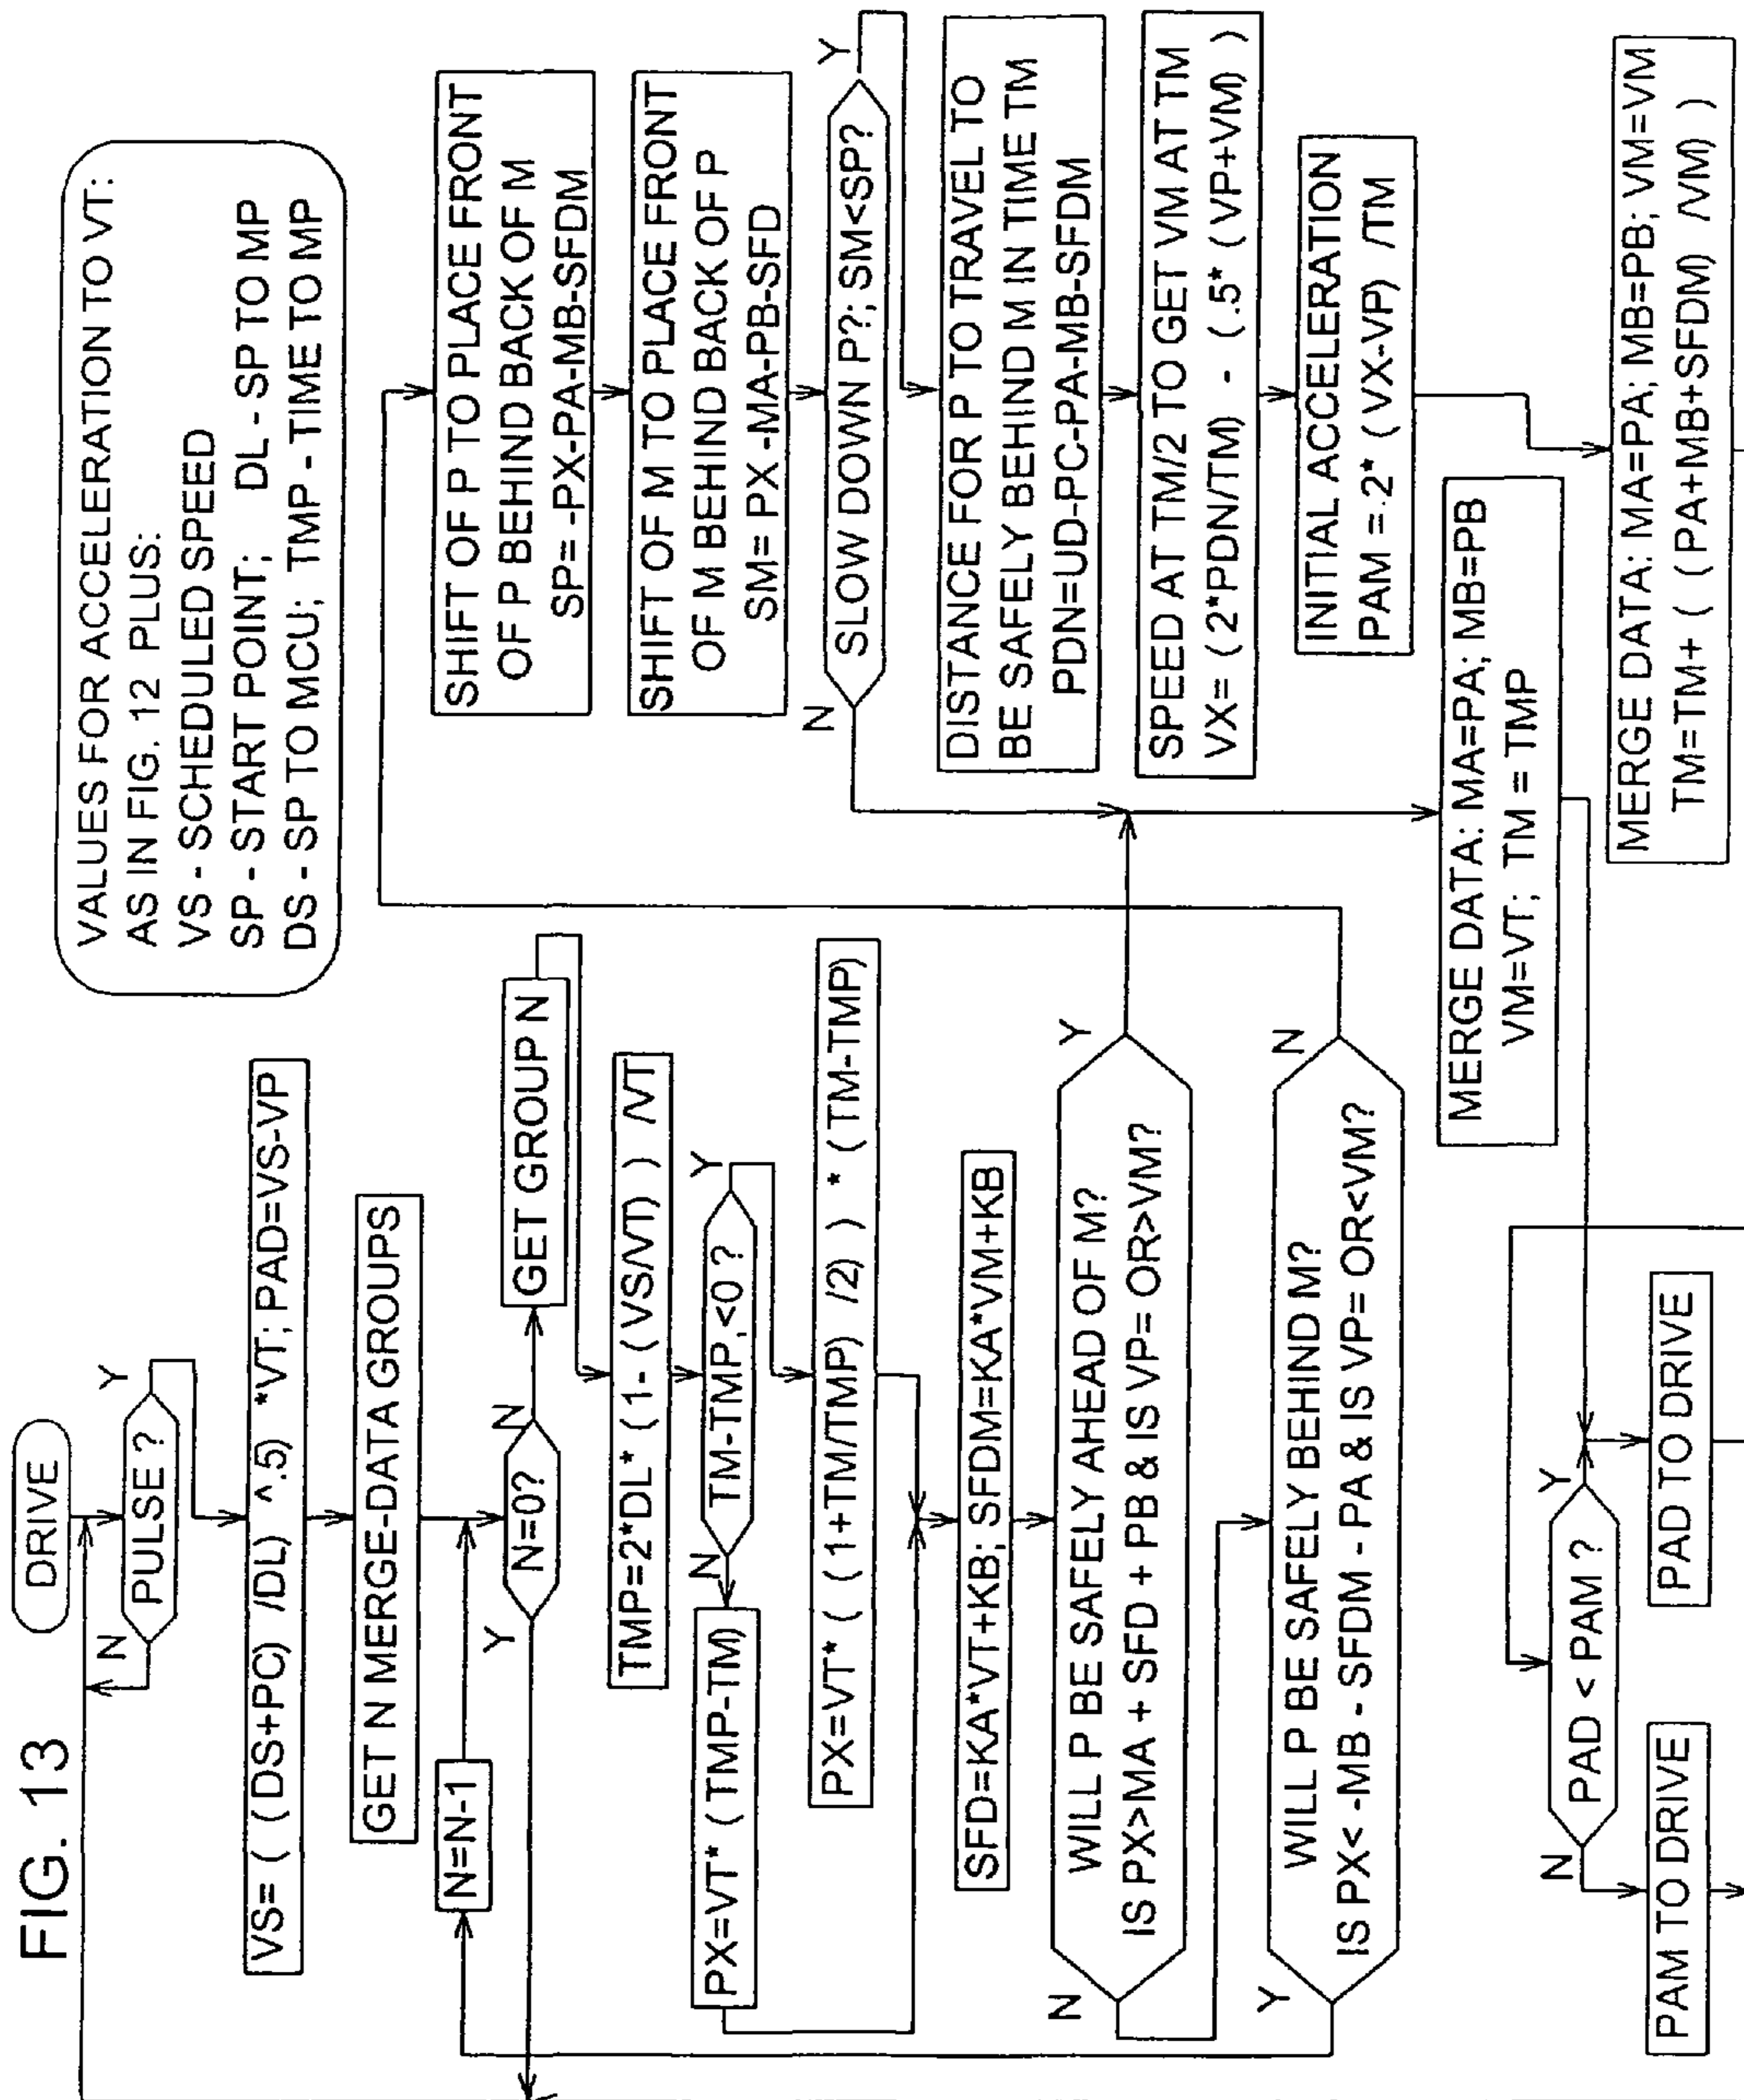 FIG. 13
VALUES FOR ACCELERATION TO VT:
AS IN FIG. 12 PLUS:
VS - SCHEDULED SPEED
SP - START POINT; DL - SP TO MP
DS - SP TO MCU; TMP - TIME TO MP
DRIVE
PULSE ?
N
Y
VS= ( ( DS+PC) /DL) ^ .5) *VT; PAD=VS-VP
GET N MERGE-DATA GROUPS
N=N-1
N=0?
Y
N
GET GROUP N
TMP=2*DL* (1- (VS/VT) ) /VT
TM-TMP,<0 ?
N
Y
PX=VT* (TMP-TM)
PX=VT* ( (1+TM/TMP) /2) ) * (TM-TMP)
SFD=KA*VT+KB; SFDM=KA*VM+KB
WILL P BE SAFELY AHEAD OF M?
IS PX>MA + SFD + PB & IS VP= OR>VM?
N
Y
WILL P BE SAFELY BEHIND M?
IS PX< -MB - SFDM - PA & IS VP= OR<VM?
Y
N
SHIFT OF P TO PLACE FRONT
OF P BEHIND BACK OF M
SP= -PX-PA-MB-SFDM
SHIFT OF M TO PLACE FRONT
OF M BEHIND BACK OF P
SM= PX -MA-PB-SFD
SLOW DOWN P?; SM<SP?
N
Y
DISTANCE FOR P TO TRAVEL TO
BE SAFELY BEHIND M IN TIME TM
PDN=UD-PC-PA-MB-SFDM
SPEED AT TM/2 TO GET VM AT TM
VX= (2*PDN/TM) - (.5* (VP+VM) )
INITIAL ACCELERATION
PAM =.2* (VX-VP) /TM
MERGE DATA: MA=PA; MB=PB
VM=VT; TM = TMP
MERGE DATA: MA=PA; MB=PB; VM=VM
TM=TM+ ( (PA+MB+SFDM) /VM) )
PAD < PAM ?
N
Y
PAM TO DRIVE
PAD TO DRIVE